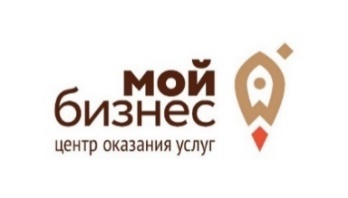 мой
бизнес
центр оказания услуг